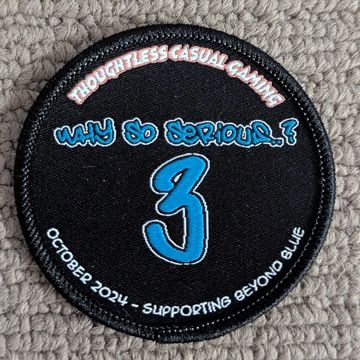 THOUGHTLESS CASUAL GAMING
WHY SO SERIOUS..?
3
OCTOBER 2024 - SUPPORTING BEYOND BLUE